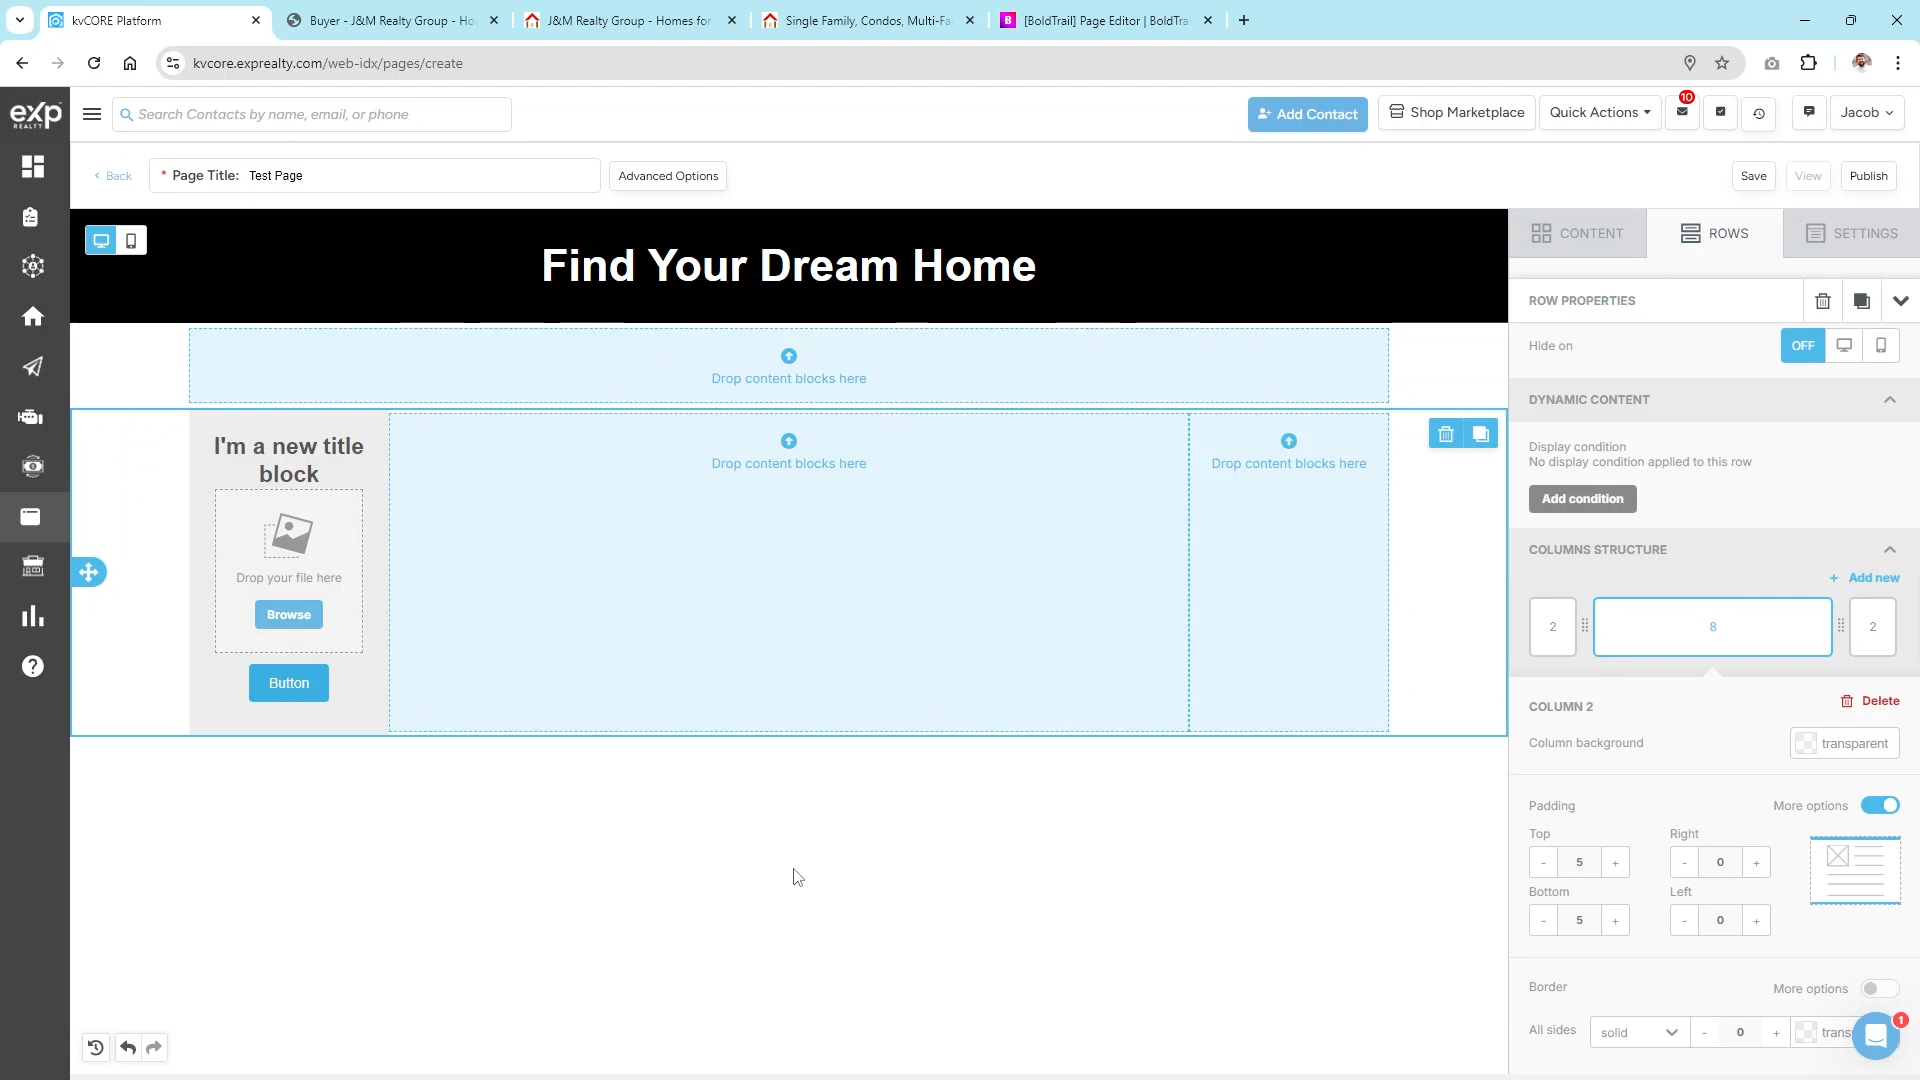 kvCORE Platform
Buyer - J&M Realty Group - Ho
J&M Realty Group - Homes for
Single Family, Condos, Multi-Fa
B
[BoldTrail] Page Editor | BoldTra
kvcore.exprealty.com/web-idx/pages/create
exp
REALTY
Search Contacts by name, email, or phone
Add Contact
Shop Marketplace
Quick Actions
10
Jacob
Back
* Page Title: Test Page
Advanced Options
Save
View
Publish
Find Your Dream Home
CONTENT
ROWS
SETTINGS
ROW PROPERTIES
Hide on
OFF
Drop content blocks here
DYNAMIC CONTENT
Display condition
No display condition applied to this row
Add condition
I'm a new title
block
Drop your file here
Browse
Button
Drop content blocks here
Drop content blocks here
COLUMNS STRUCTURE
+ Add new
2
8
2
COLUMN 2
Delete
Column background
transparent
Padding
More options
Top
Right
- 5 +
- 0 +
Bottom
Left
- 5 +
- 0 +
Border
More options
All sides
solid
- 0 +
trans
1